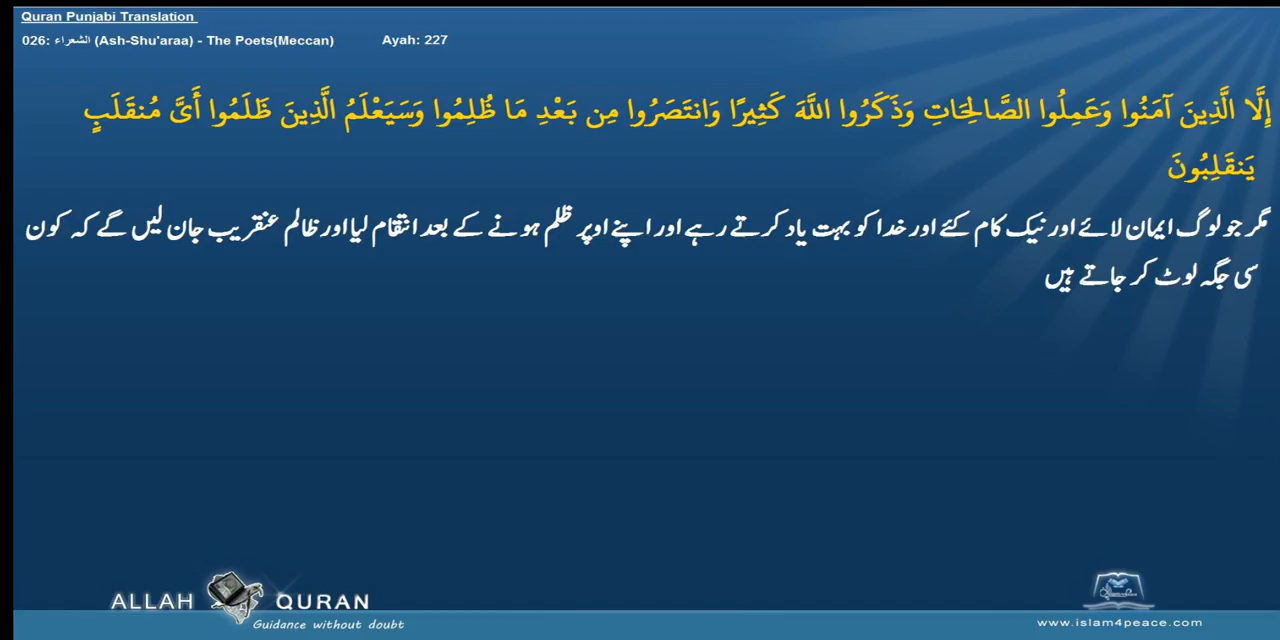 Quran Punjabi Translation
026: الشعراء (Ash-Shu'araa) - The Poets(Meccan) Ayah: 227
إِلَّا الَّذِينَ آمَنُوا وَعَمِلُوا الصَّالِحَاتِ وَذَكَرُوا اللَّهَ كَثِيرًا وَانتَصَرُوا مِن بَعْدِ مَا ظُلِمُوا وَسَيَعْلَمُ الَّذِينَ ظَلَمُوا أَيَّ مُنقَلَبٍ
يَنقَلِبُونَ
مگر جو لوگ ایمان لائے اور نیک کام کئے اور خدا کو بہت یاد کرتے رہے اور اپنے اوپر ظلم ہونے کے بعد انتقام لیا اور ظالم عنقریب جان لیں گے کہ کون
سی جگہ لوٹ کر جاتے ہیں
ALLAH QURAN
Guidance without doubt
www.islam4peace.com